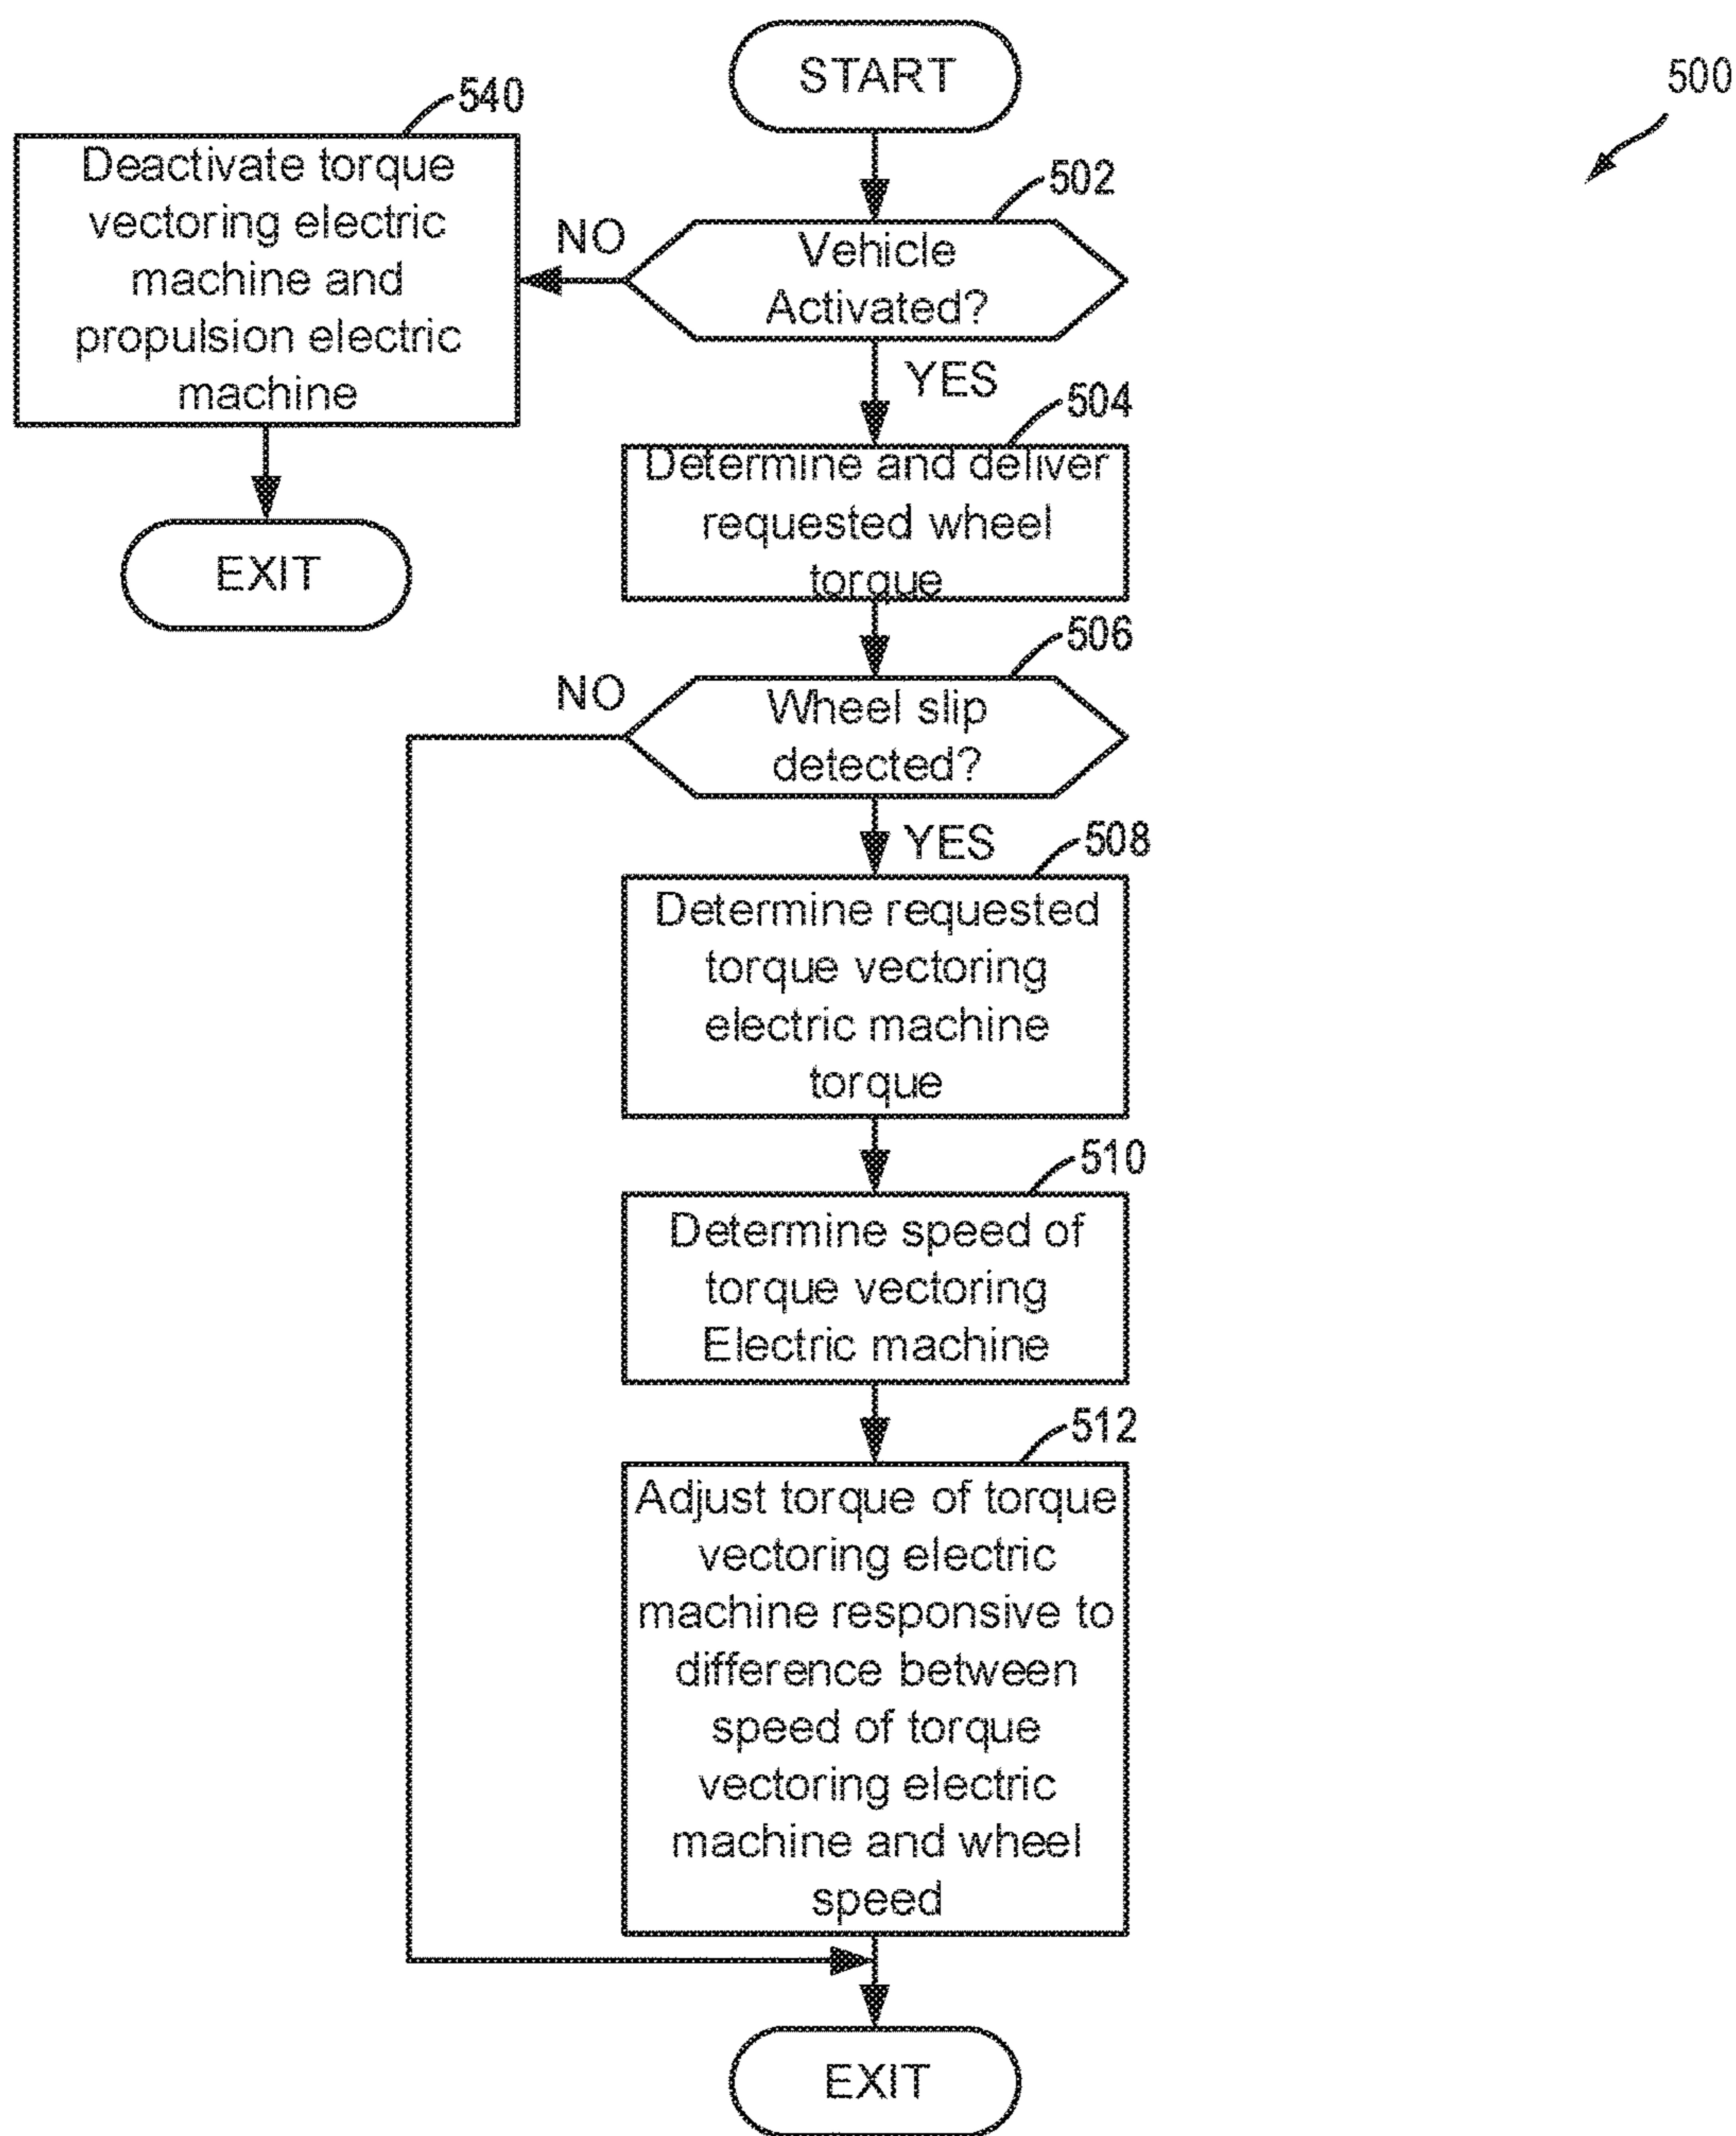 START
500
540
Deactivate torque
vectoring electric
machine and
propulsion electric
machine
NO
502
Vehicle
Activated?
YES
EXIT
504
Determine and deliver
requested wheel
torque
506
NO
Wheel slip
detected?
YES
508
Determine requested
torque vectoring
electric machine
torque
510
Determine speed of
torque vectoring
Electric machine
512
Adjust torque of torque
vectoring electric
machine responsive to
difference between
speed of torque
vectoring electric
machine and wheel
speed
EXIT